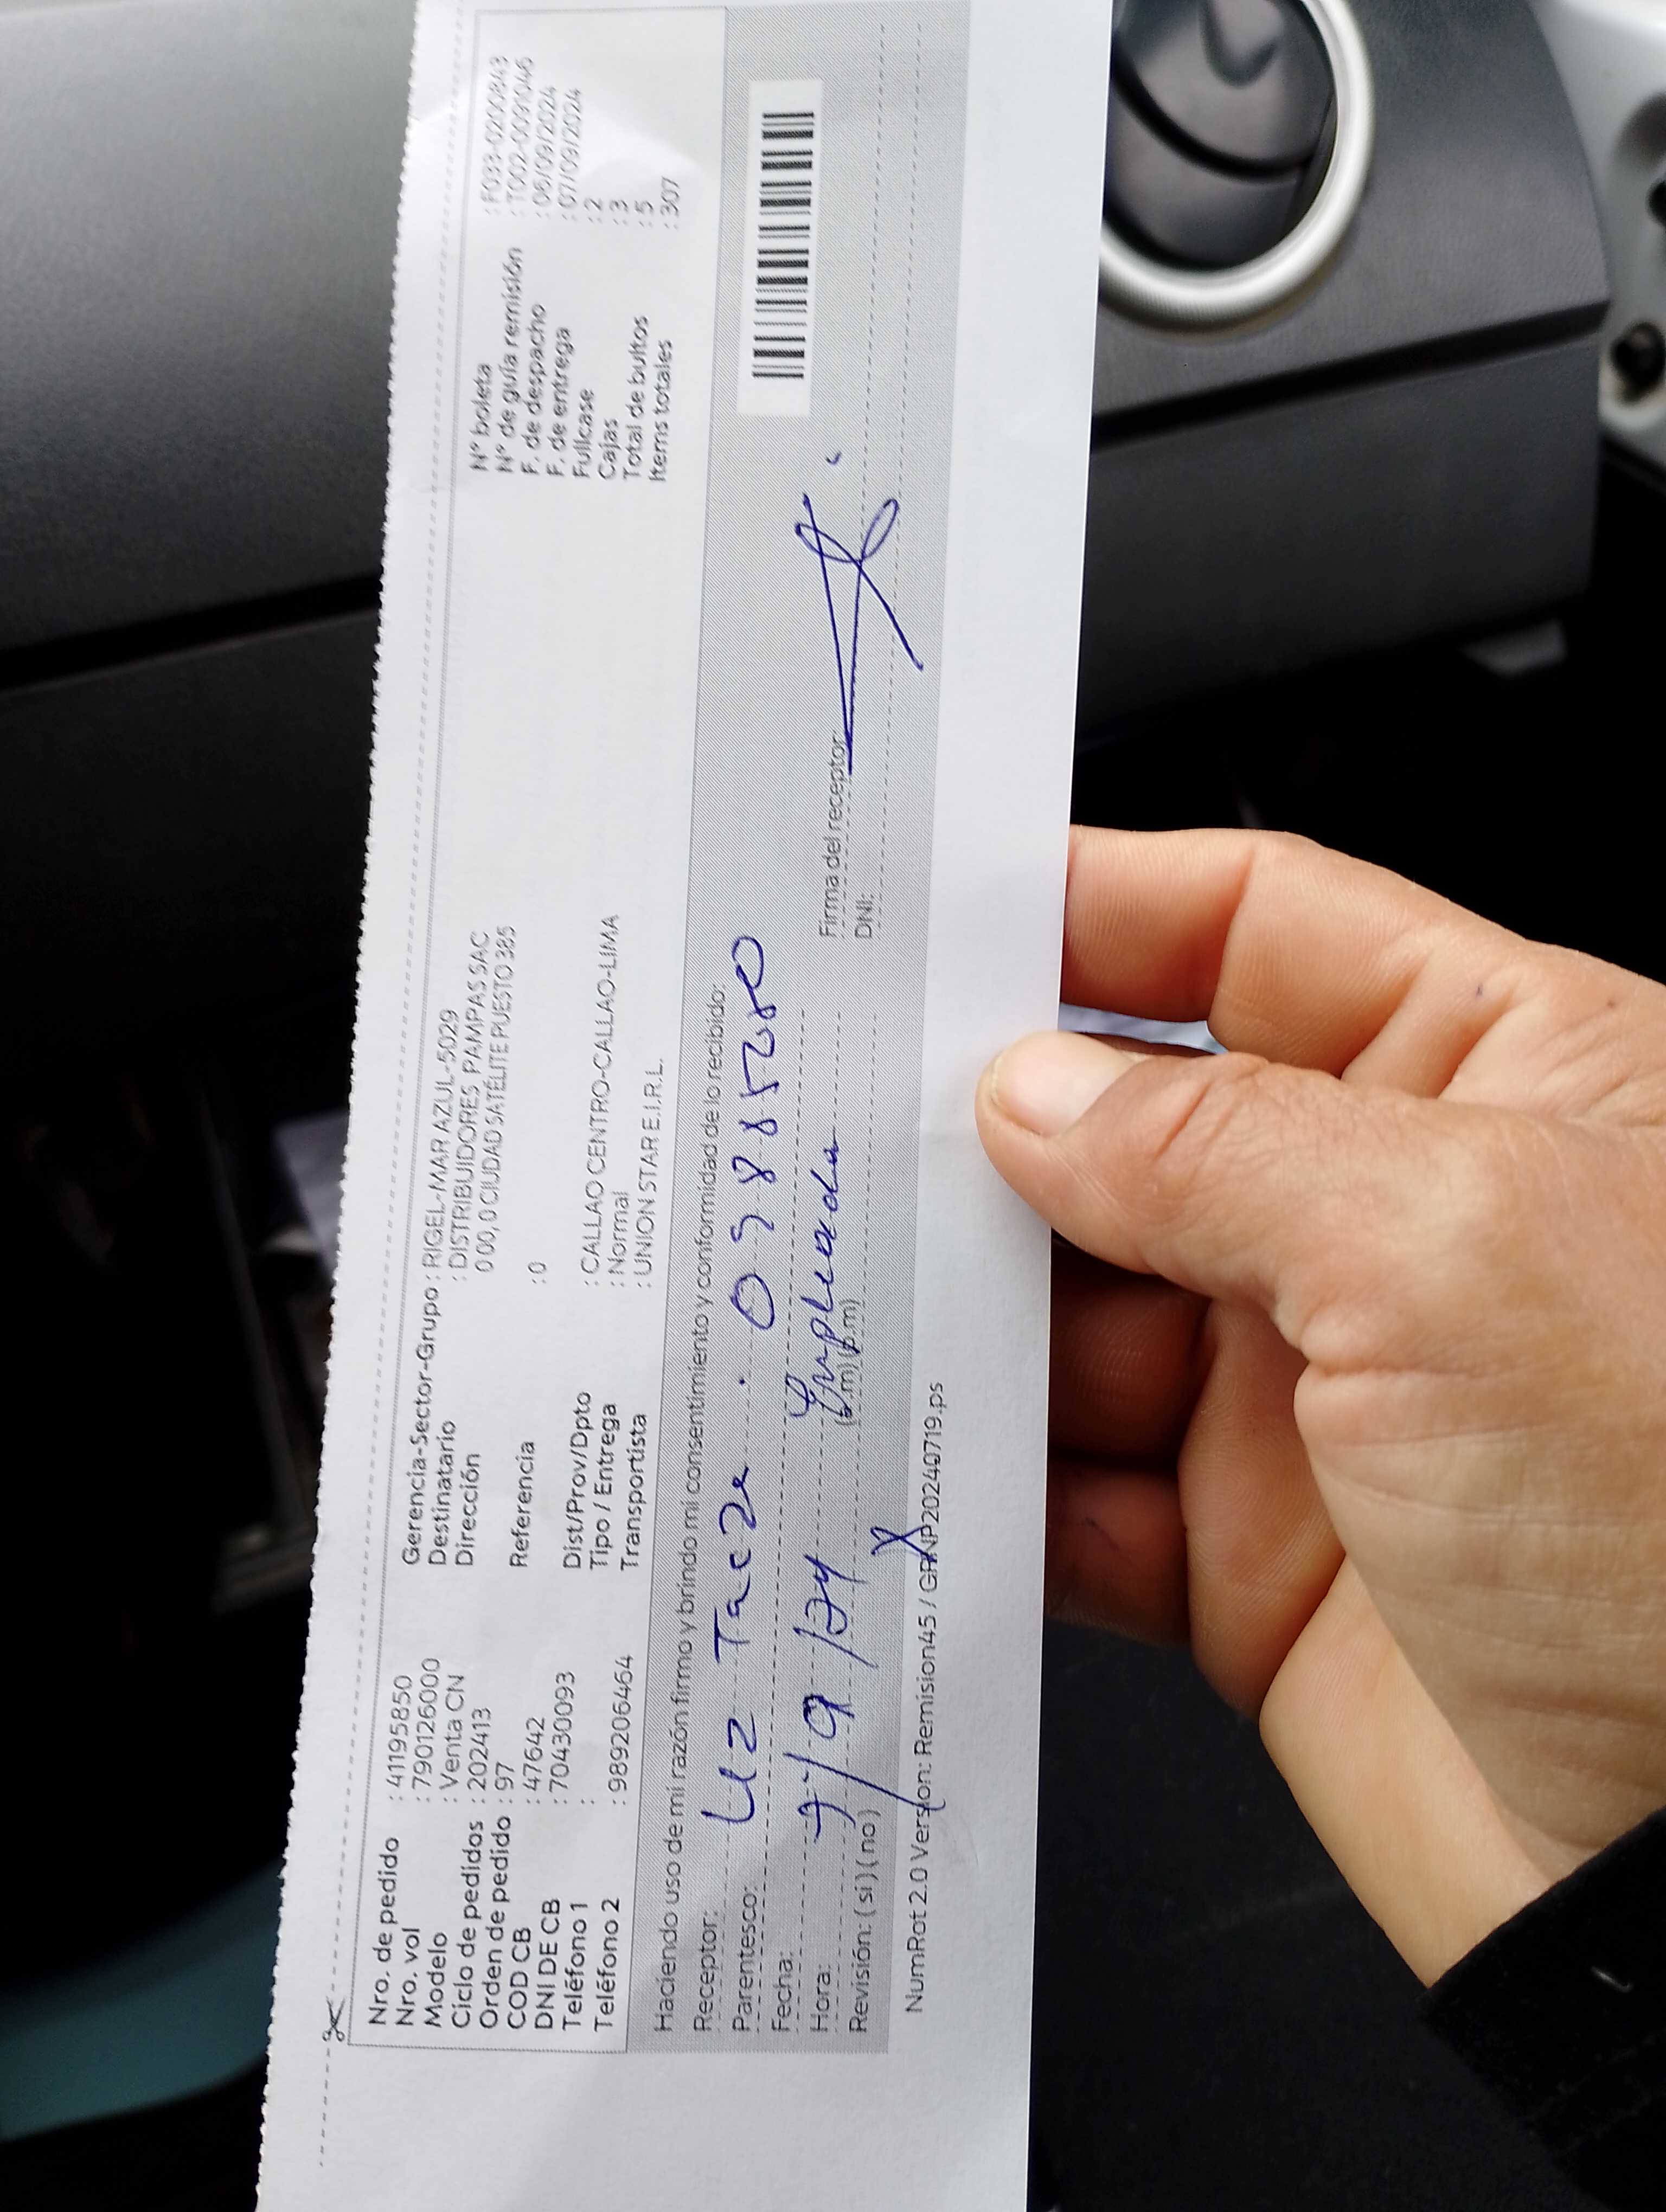 Nro. de pedido : 41195850
Nro. vol : 790126000
Modelo : Venta CN
Ciclo de pedidos : 202413
Orden de pedido : 97
COD CB : 47642
DNI DE CB : 70430093
Teléfono 1 :
Teléfono 2 : 989206464
Gerencia-Sector-Grupo : RIGEL-MAR AZUL-5029
Destinatario : DISTRIBUIDORES PAMPAS SAC
Dirección 0 00, 0 CIUDAD SATÉLITE PUESTO 385
Referencia : 0
Dist/Prov/Dpto : CALLAO CENTRO-CALLAO-LIMA
Tipo / Entrega : Normal
Transportista : UNION STAR E.I.R.L.
N° boleta : F093-0200843
N° de guía remisión : T002-0091046
F. de despacho : 06/09/2024
F. de entrega : 07/09/2024
Fullcase : 2
Cajas : 3
Total de bultos : 5
Items totales : 307
Haciendo uso de mi razón firmo y brindo mi consentimiento y conformidad de lo recibido:
Receptor:
Parentesco: Empleada
Fecha: 7/9/24
Hora: (a.m) (p.m)
Revisión: ( si ) ( no )
Firma del receptor:
DNI:
NumRot 2.0 Version: Remision45 / GRNP20240719.ps